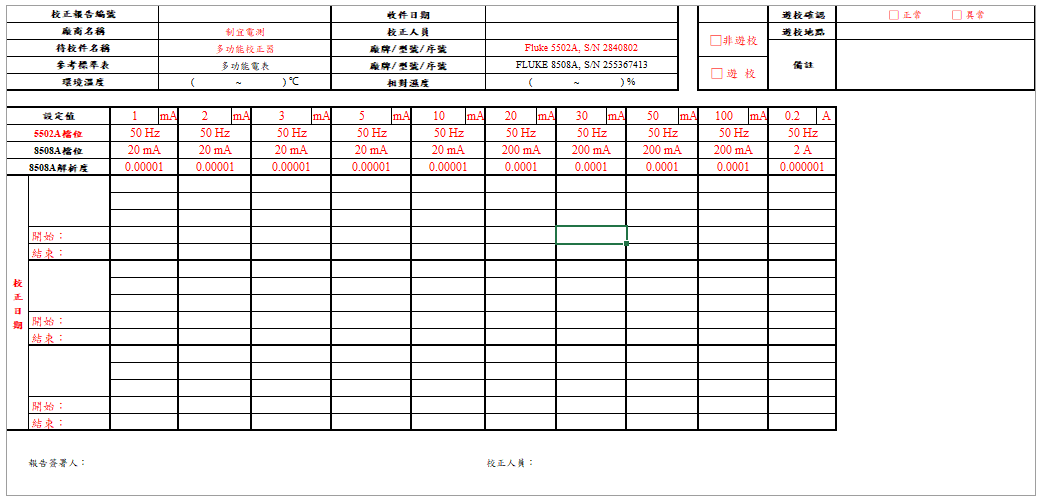 校正報告編號 收件日期 遊校確認 □ 正常 □ 異常
廠商名稱 制宜電測 校正人員 □非遊校 遊校地點
待校件名稱 多功能校正器 廠牌/型號/序號 Fluke 5502A, S/N 2840802
參考標準表 多功能電表 廠牌/型號/序號 FLUKE 8508A, S/N 255367413 □ 遊 校 備註
環境溫度 ( ~ )℃ 相對濕度 ( ~ )%
設定值 1 mA 2 mA 3 mA 5 mA 10 mA 20 mA 30 mA 50 mA 100 mA 0.2 A
5502A檔位 50 Hz 50 Hz 50 Hz 50 Hz 50 Hz 50 Hz 50 Hz 50 Hz 50 Hz 50 Hz
8508A檔位 20 mA 20 mA 20 mA 20 mA 20 mA 200 mA 200 mA 200 mA 200 mA 2 A
8508A解析度 0.00001 0.00001 0.00001 0.00001 0.00001 0.0001 0.0001 0.0001 0.0001 0.000001
校正日期
開始：
結束：
開始：
結束：
開始：
結束：
報告簽署人： 校正人員：